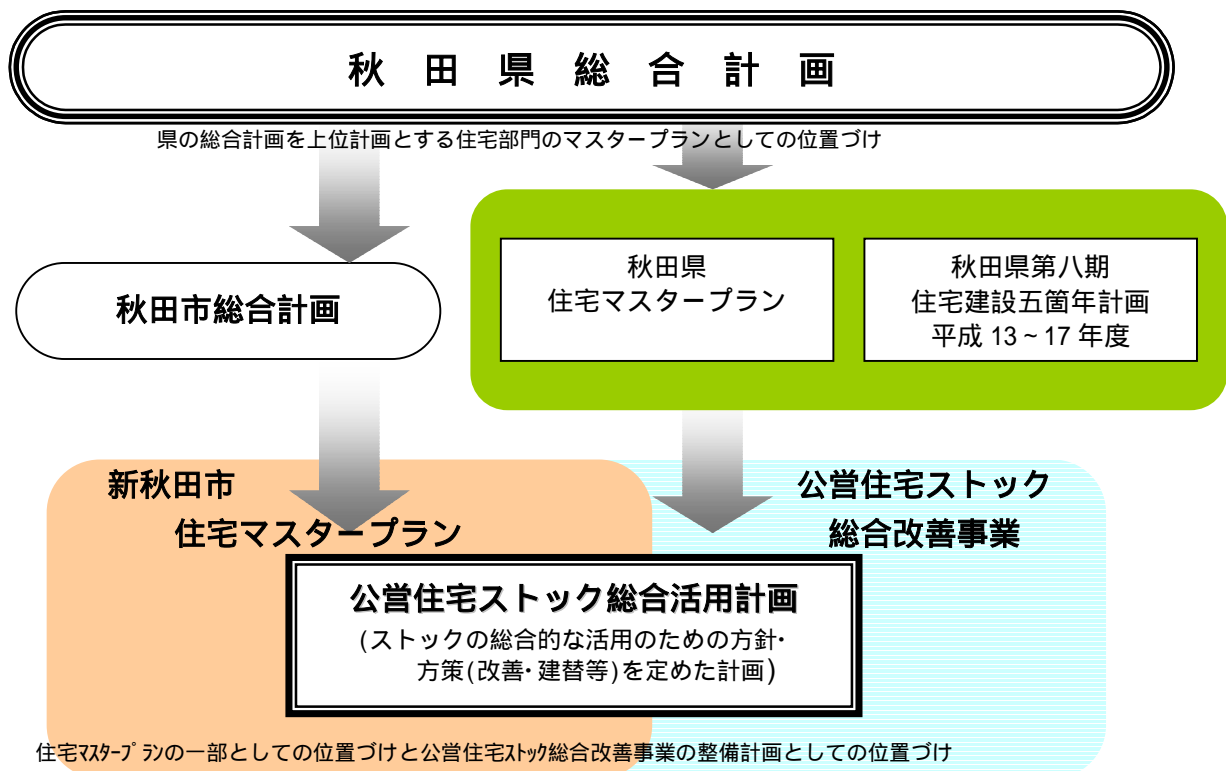 秋田県総合計画
県の総合計画を上位計画とする住宅部門のマスタープランとしての位置づけ
秋田市総合計画
秋田県
住宅マスタープラン
秋田県第八期
住宅建設五箇年計画
平成 13~17 年度
新秋田市
住宅マスタープラン
公営住宅ストック
総合改善事業
公営住宅ストック総合活用計画
(ストックの総合的な活用のための方針・
方策(改善・建替等)を定めた計画)
住宅ﾏｽﾀｰﾌﾟﾗﾝの一部としての位置づけと公営住宅ｽﾄｯｸ総合改善事業の整備計画としての位置づけ